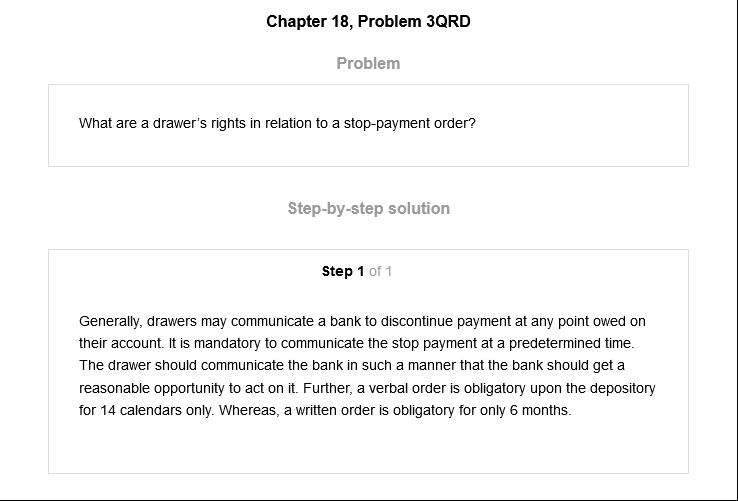 Chapter 18, Problem 3QRD
Problem
What are a drawer’s rights in relation to a stop-payment order?
Step-by-step solution
Step 1 of 1
Generally, drawers may communicate a bank to discontinue payment at any point owed on
their account. It is mandatory to communicate the stop payment at a predetermined time.
The drawer should communicate the bank in such a manner that the bank should get a
reasonable opportunity to act on it. Further, a verbal order is obligatory upon the depository
for 14 calendars only. Whereas, a written order is obligatory for only 6 months.